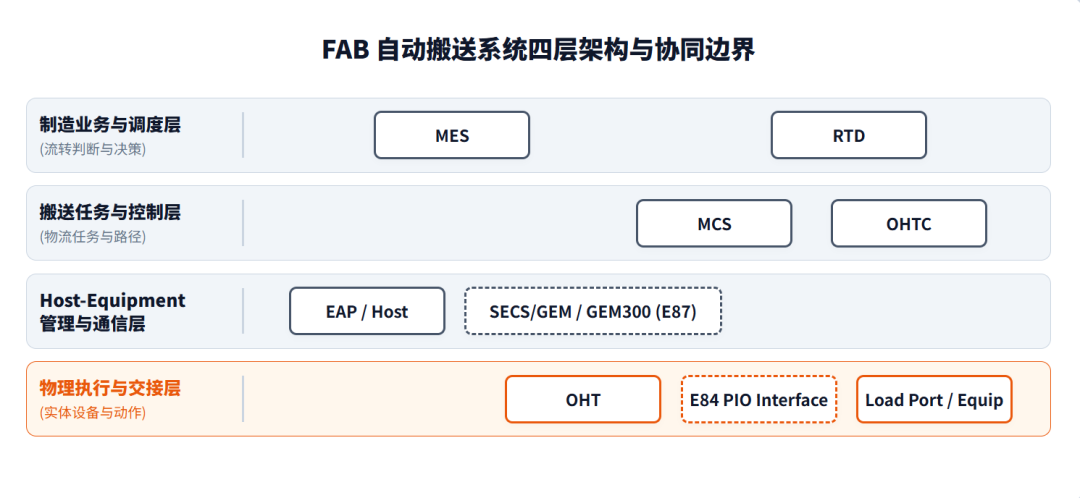 FAB 自动搬送系统四层架构与协同边界
制造业务与调度层
(流转判断与决策)
MES
RTD
搬送任务与控制层
(物流任务与路径)
MCS
OHTC
Host-Equipment
管理与通信层
EAP / Host
SECS/GEM / GEM300 (E87)
物理执行与交接层
(实体设备与动作)
OHT
E84 PIO Interface
Load Port / Equip